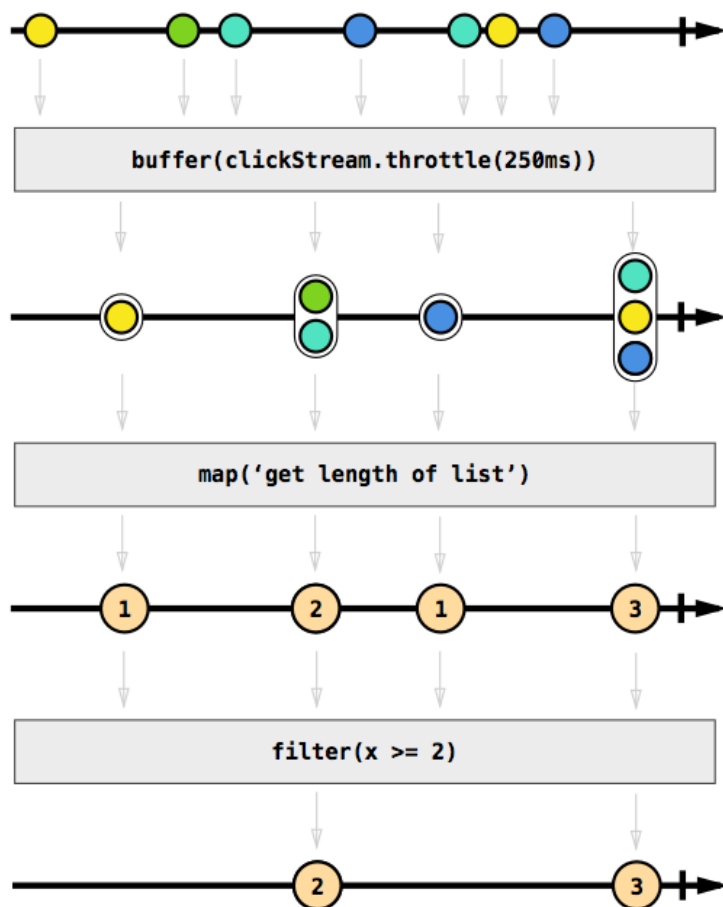 buffer(clickStream.throttle(250ms))
map(‘get length of list’)
1 2 1 3
filter(x >= 2)
2 3